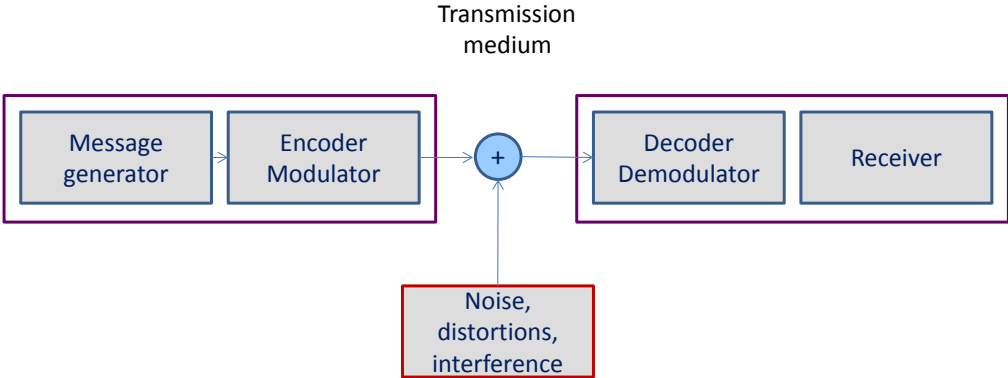 Transmission
medium
Message
generator
Encoder
Modulator
+
Decoder
Demodulator
Receiver
Noise,
distortions,
interference